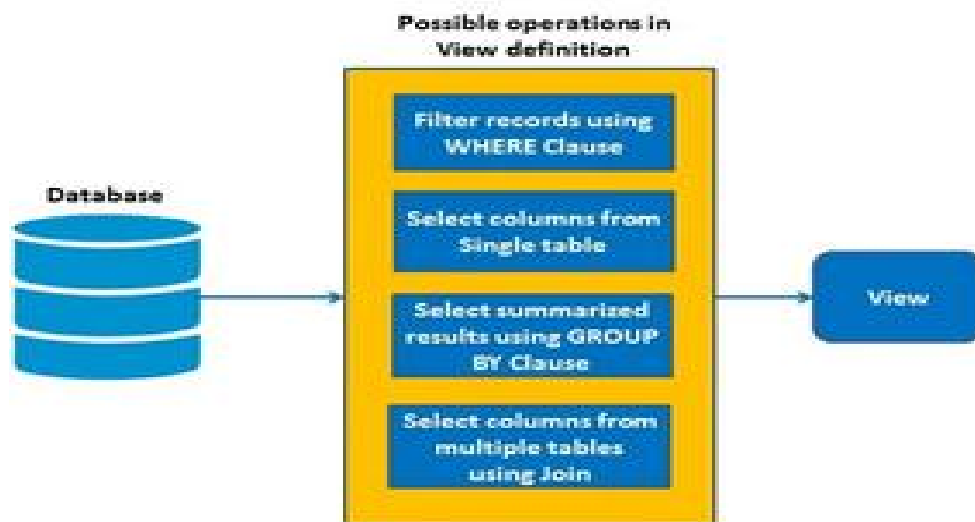 Possible operations in
View definition
Filter records using
WHERE Clause
Database
Select columns from
Single table
Select summarized
results using GROUP
BY Clause
View
Select columns from
multiple tables
using Join